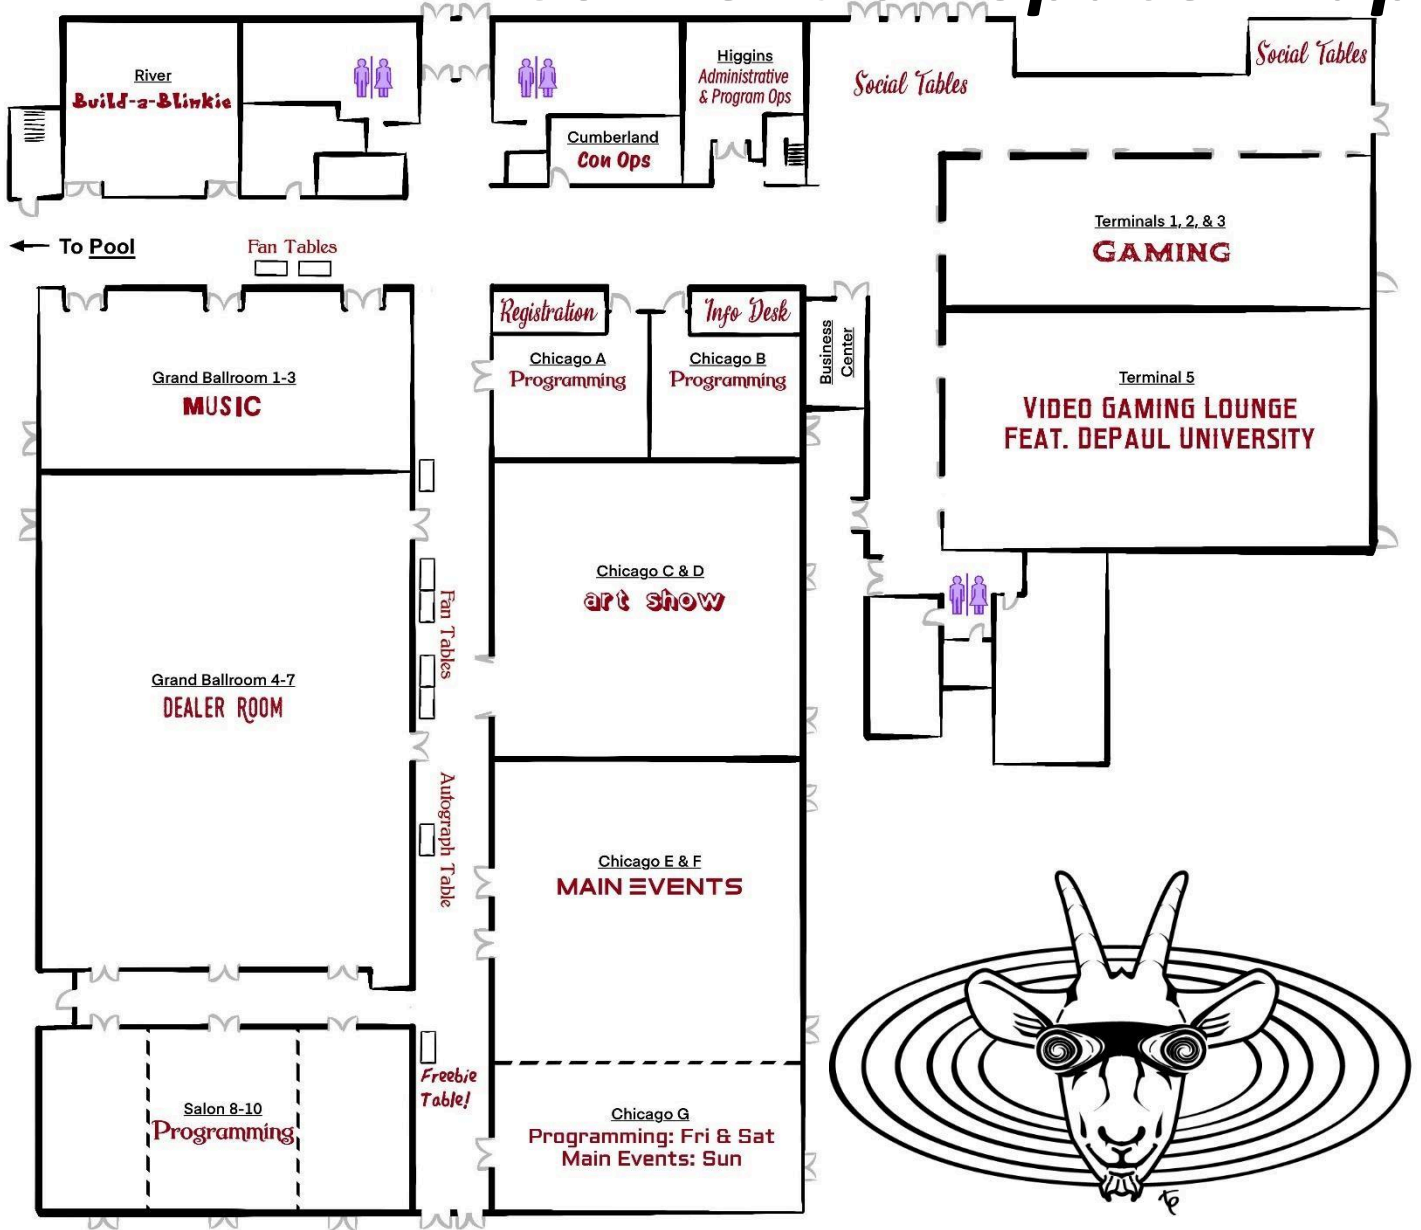 River
Build-a-Blinkie
Higgins
Administrative
& Program Ops
Cumberland
Con Ops
Social Tables
Social Tables
Terminals 1, 2, & 3
GAMING
← To Pool
Fan Tables
Registration
Info Desk
Chicago A
Programming
Chicago B
Programming
Business
Center
Grand Ballroom 1-3
MUSIC
Terminal 5
VIDEO GAMING LOUNGE
FEAT. DEPAUL UNIVERSITY
Chicago C & D
art show
Fan Tables
Grand Ballroom 4-7
DEALER ROOM
Autograph Table
Chicago E & F
MAIN EVENTS
Freebie
Table!
Salon 8-10
Programming
Chicago G
Programming: Fri & Sat
Main Events: Sun